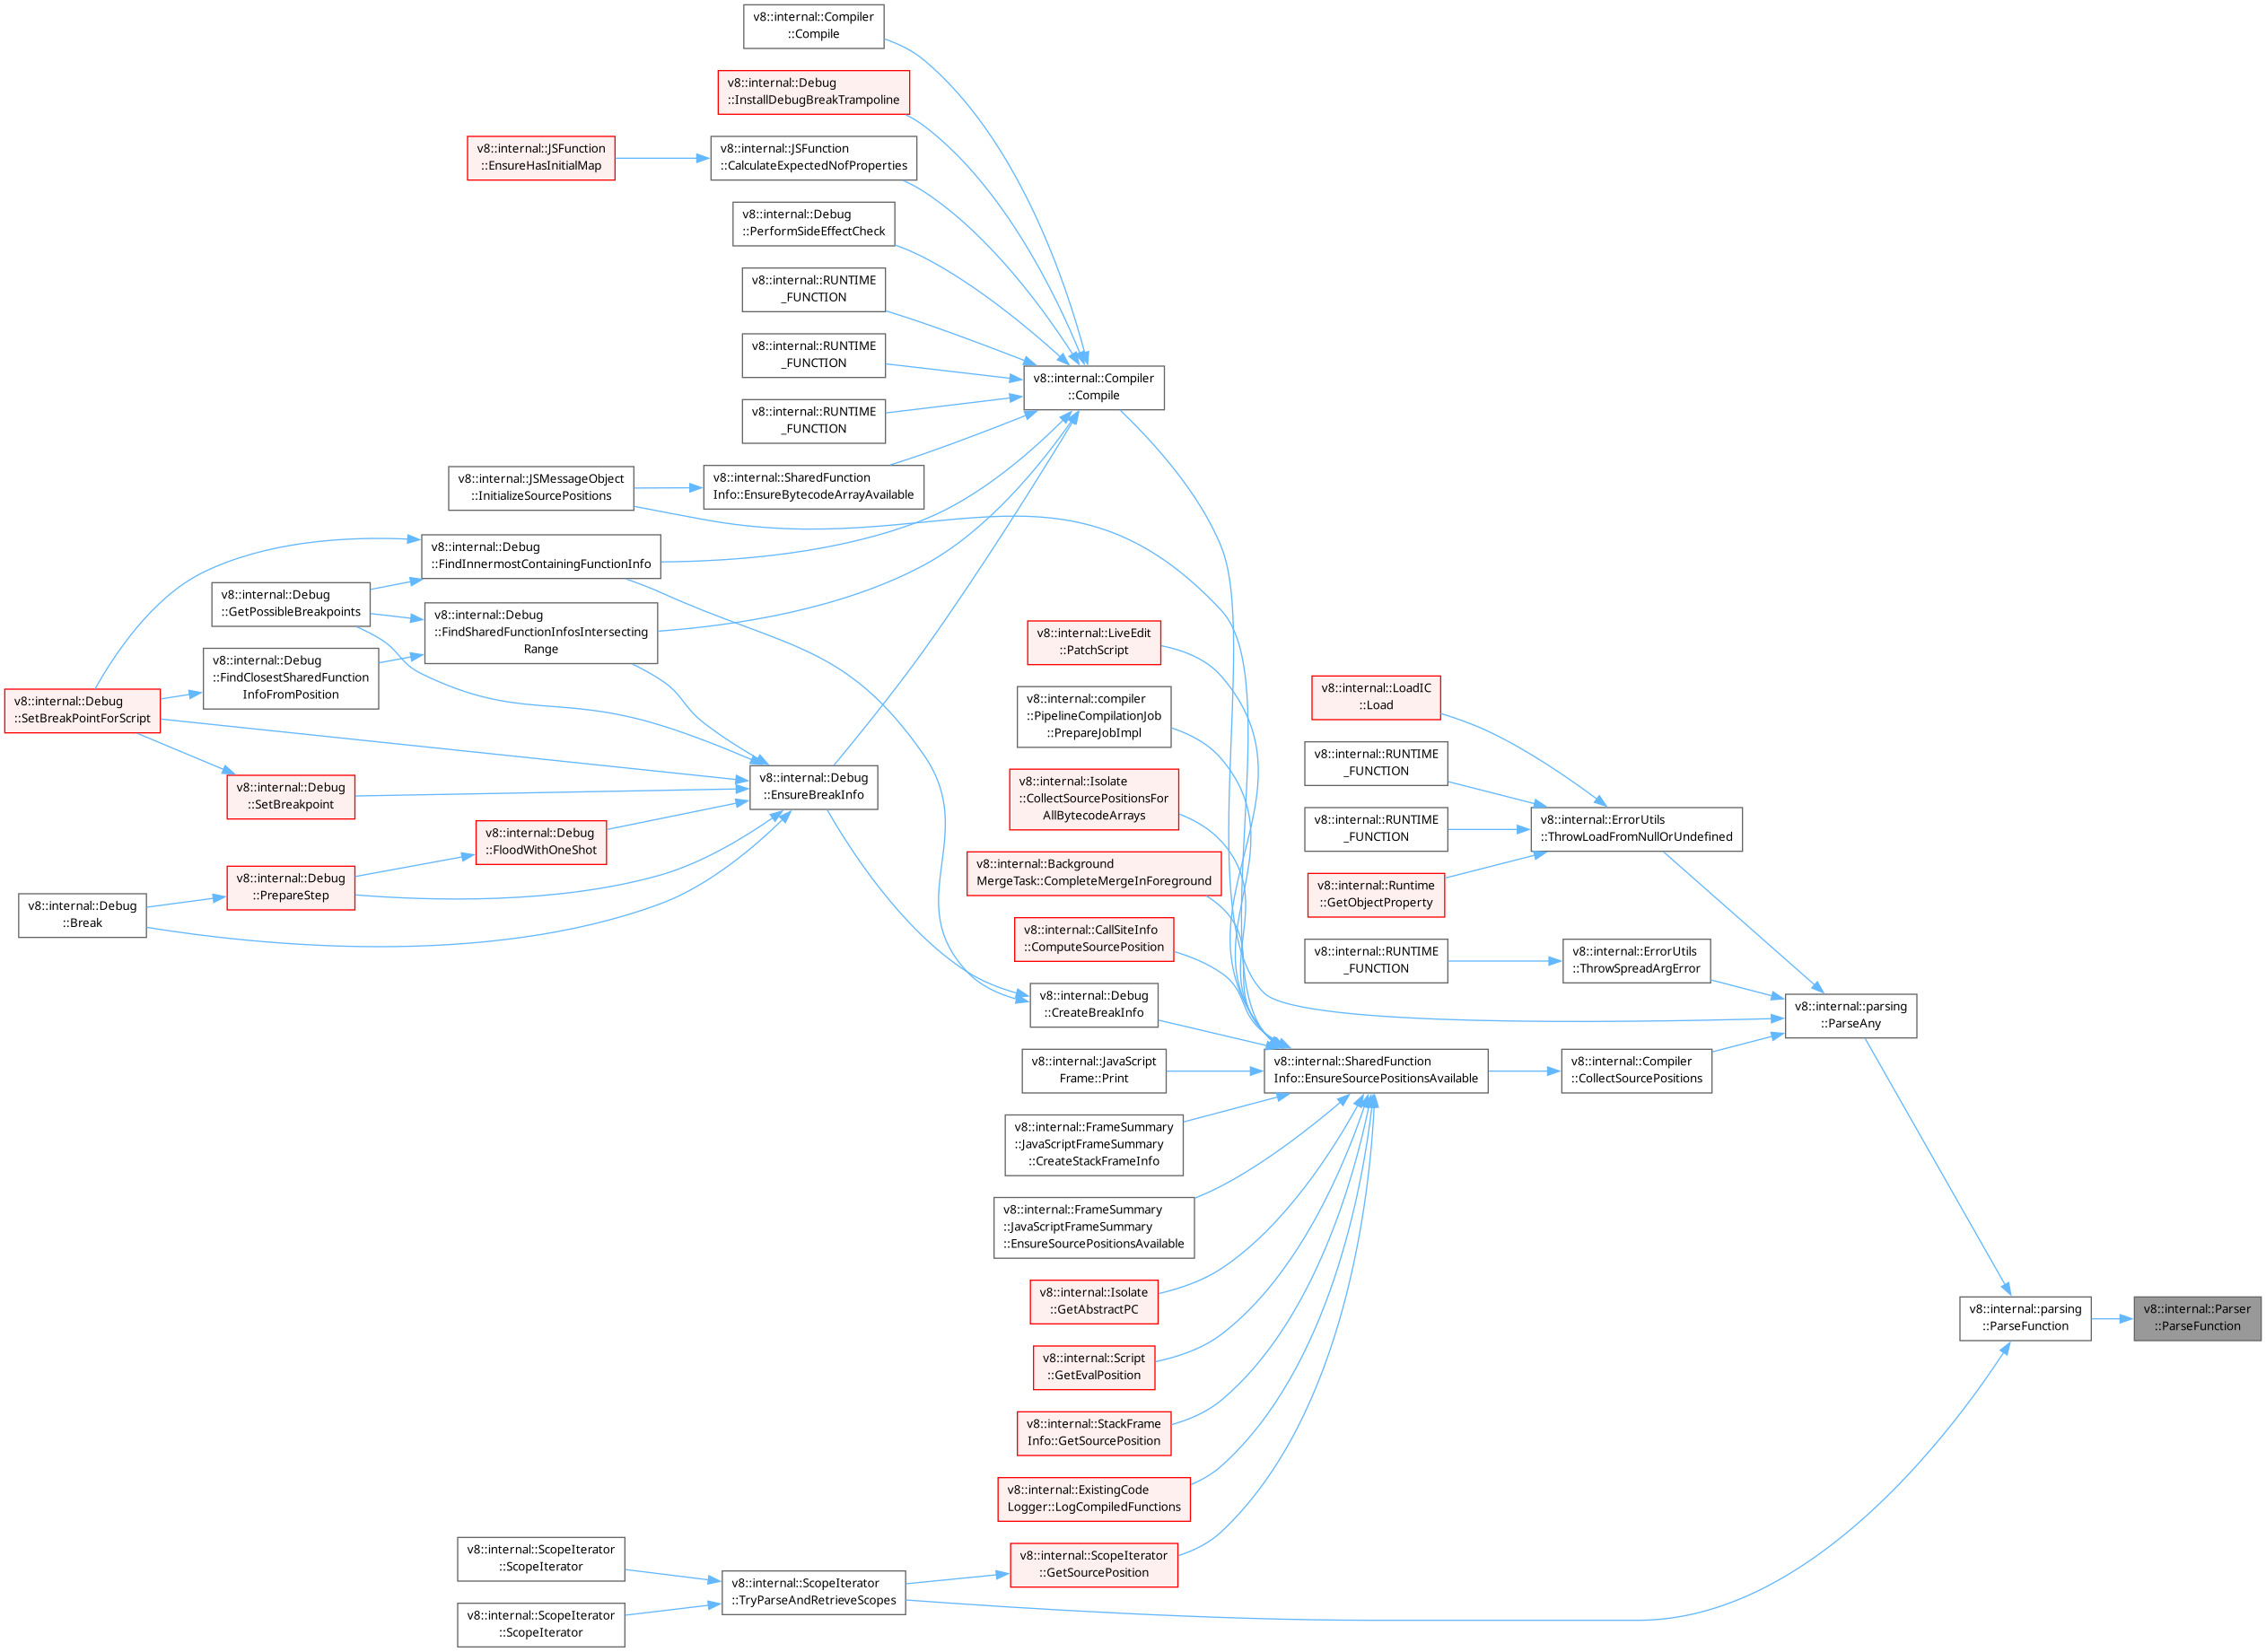 v8::internal::Compiler
::Compile
v8::internal::Debug
::InstallDebugBreakTrampoline
v8::internal::JSFunction
::EnsureHasInitialMap
v8::internal::JSFunction
::CalculateExpectedNofProperties
v8::internal::Debug
::PerformSideEffectCheck
v8::internal::RUNTIME
_FUNCTION
v8::internal::RUNTIME
_FUNCTION
v8::internal::Compiler
::Compile
v8::internal::RUNTIME
_FUNCTION
v8::internal::JSMessageObject
::InitializeSourcePositions
v8::internal::SharedFunction
Info::EnsureBytecodeArrayAvailable
v8::internal::Debug
::FindInnermostContainingFunctionInfo
v8::internal::Debug
::GetPossibleBreakpoints
v8::internal::Debug
::FindSharedFunctionInfosIntersecting
Range
v8::internal::Debug
::FindClosestSharedFunction
InfoFromPosition
v8::internal::Debug
::SetBreakPointForScript
v8::internal::Debug
::SetBreakpoint
v8::internal::Debug
::EnsureBreakInfo
v8::internal::Debug
::FloodWithOneShot
v8::internal::Debug
::PrepareStep
v8::internal::Debug
::Break
v8::internal::LiveEdit
::PatchScript
v8::internal::compiler
::PipelineCompilationJob
::PrepareJobImpl
v8::internal::Isolate
::CollectSourcePositionsFor
AllBytecodeArrays
v8::internal::Background
MergeTask::CompleteMergeInForeground
v8::internal::CallSiteInfo
::ComputeSourcePosition
v8::internal::Debug
::CreateBreakInfo
v8::internal::JavaScript
Frame::Print
v8::internal::FrameSummary
::JavaScriptFrameSummary
::CreateStackFrameInfo
v8::internal::FrameSummary
::JavaScriptFrameSummary
::EnsureSourcePositionsAvailable
v8::internal::Isolate
::GetAbstractPC
v8::internal::Script
::GetEvalPosition
v8::internal::StackFrame
Info::GetSourcePosition
v8::internal::ExistingCode
Logger::LogCompiledFunctions
v8::internal::ScopeIterator
::GetSourcePosition
v8::internal::ScopeIterator
::ScopeIterator
v8::internal::ScopeIterator
::TryParseAndRetrieveScopes
v8::internal::ScopeIterator
::ScopeIterator
v8::internal::LoadIC
::Load
v8::internal::RUNTIME
_FUNCTION
v8::internal::RUNTIME
_FUNCTION
v8::internal::ErrorUtils
::ThrowLoadFromNullOrUndefined
v8::internal::Runtime
::GetObjectProperty
v8::internal::RUNTIME
_FUNCTION
v8::internal::ErrorUtils
::ThrowSpreadArgError
v8::internal::parsing
::ParseAny
v8::internal::SharedFunction
Info::EnsureSourcePositionsAvailable
v8::internal::Compiler
::CollectSourcePositions
v8::internal::parsing
::ParseFunction
v8::internal::Parser
::ParseFunction